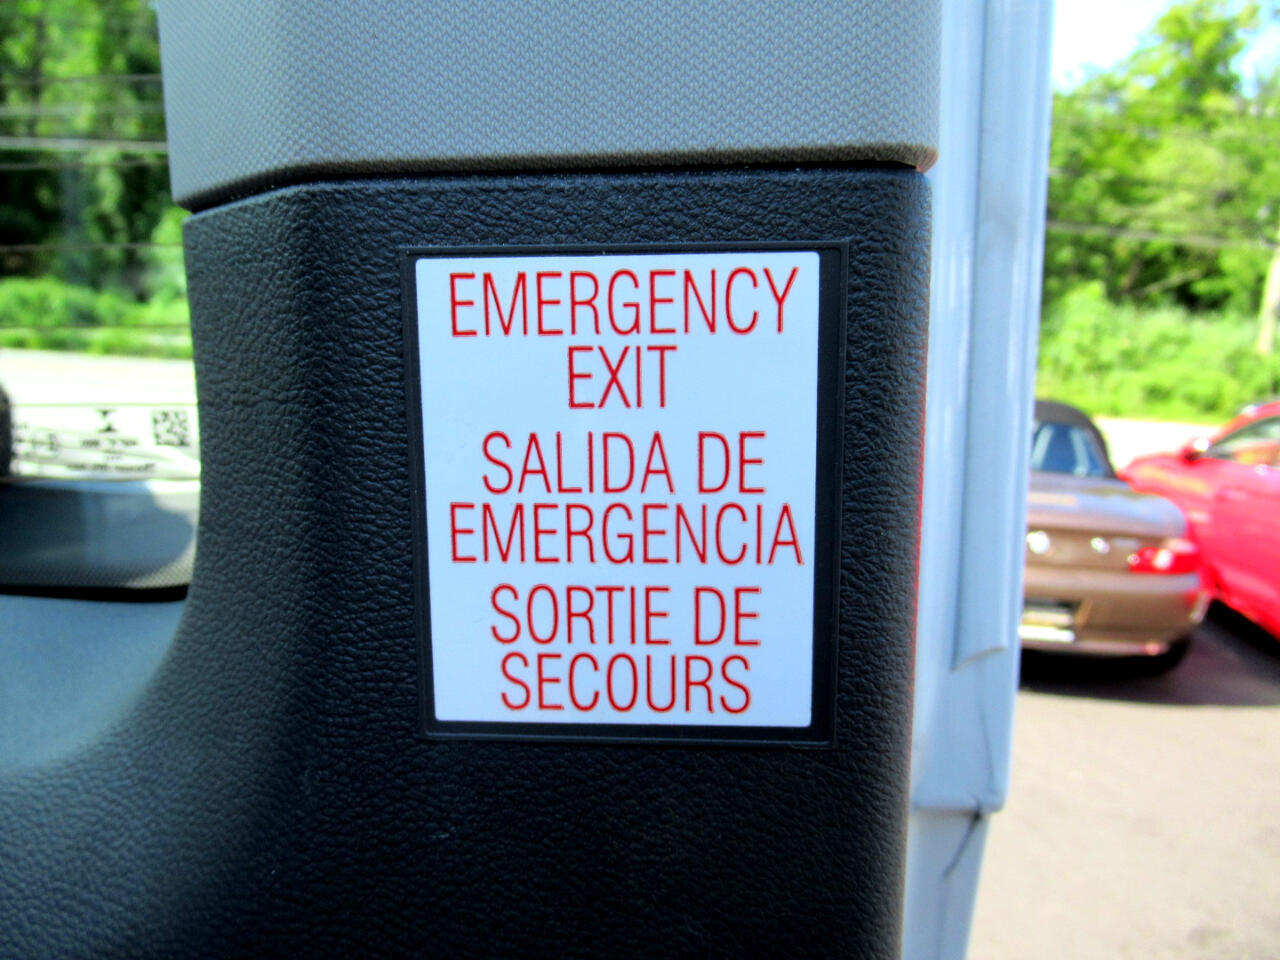 EMERGENCY
EXIT
SALIDA DE
EMERGENCIA
SORTIE DE
SECOURS